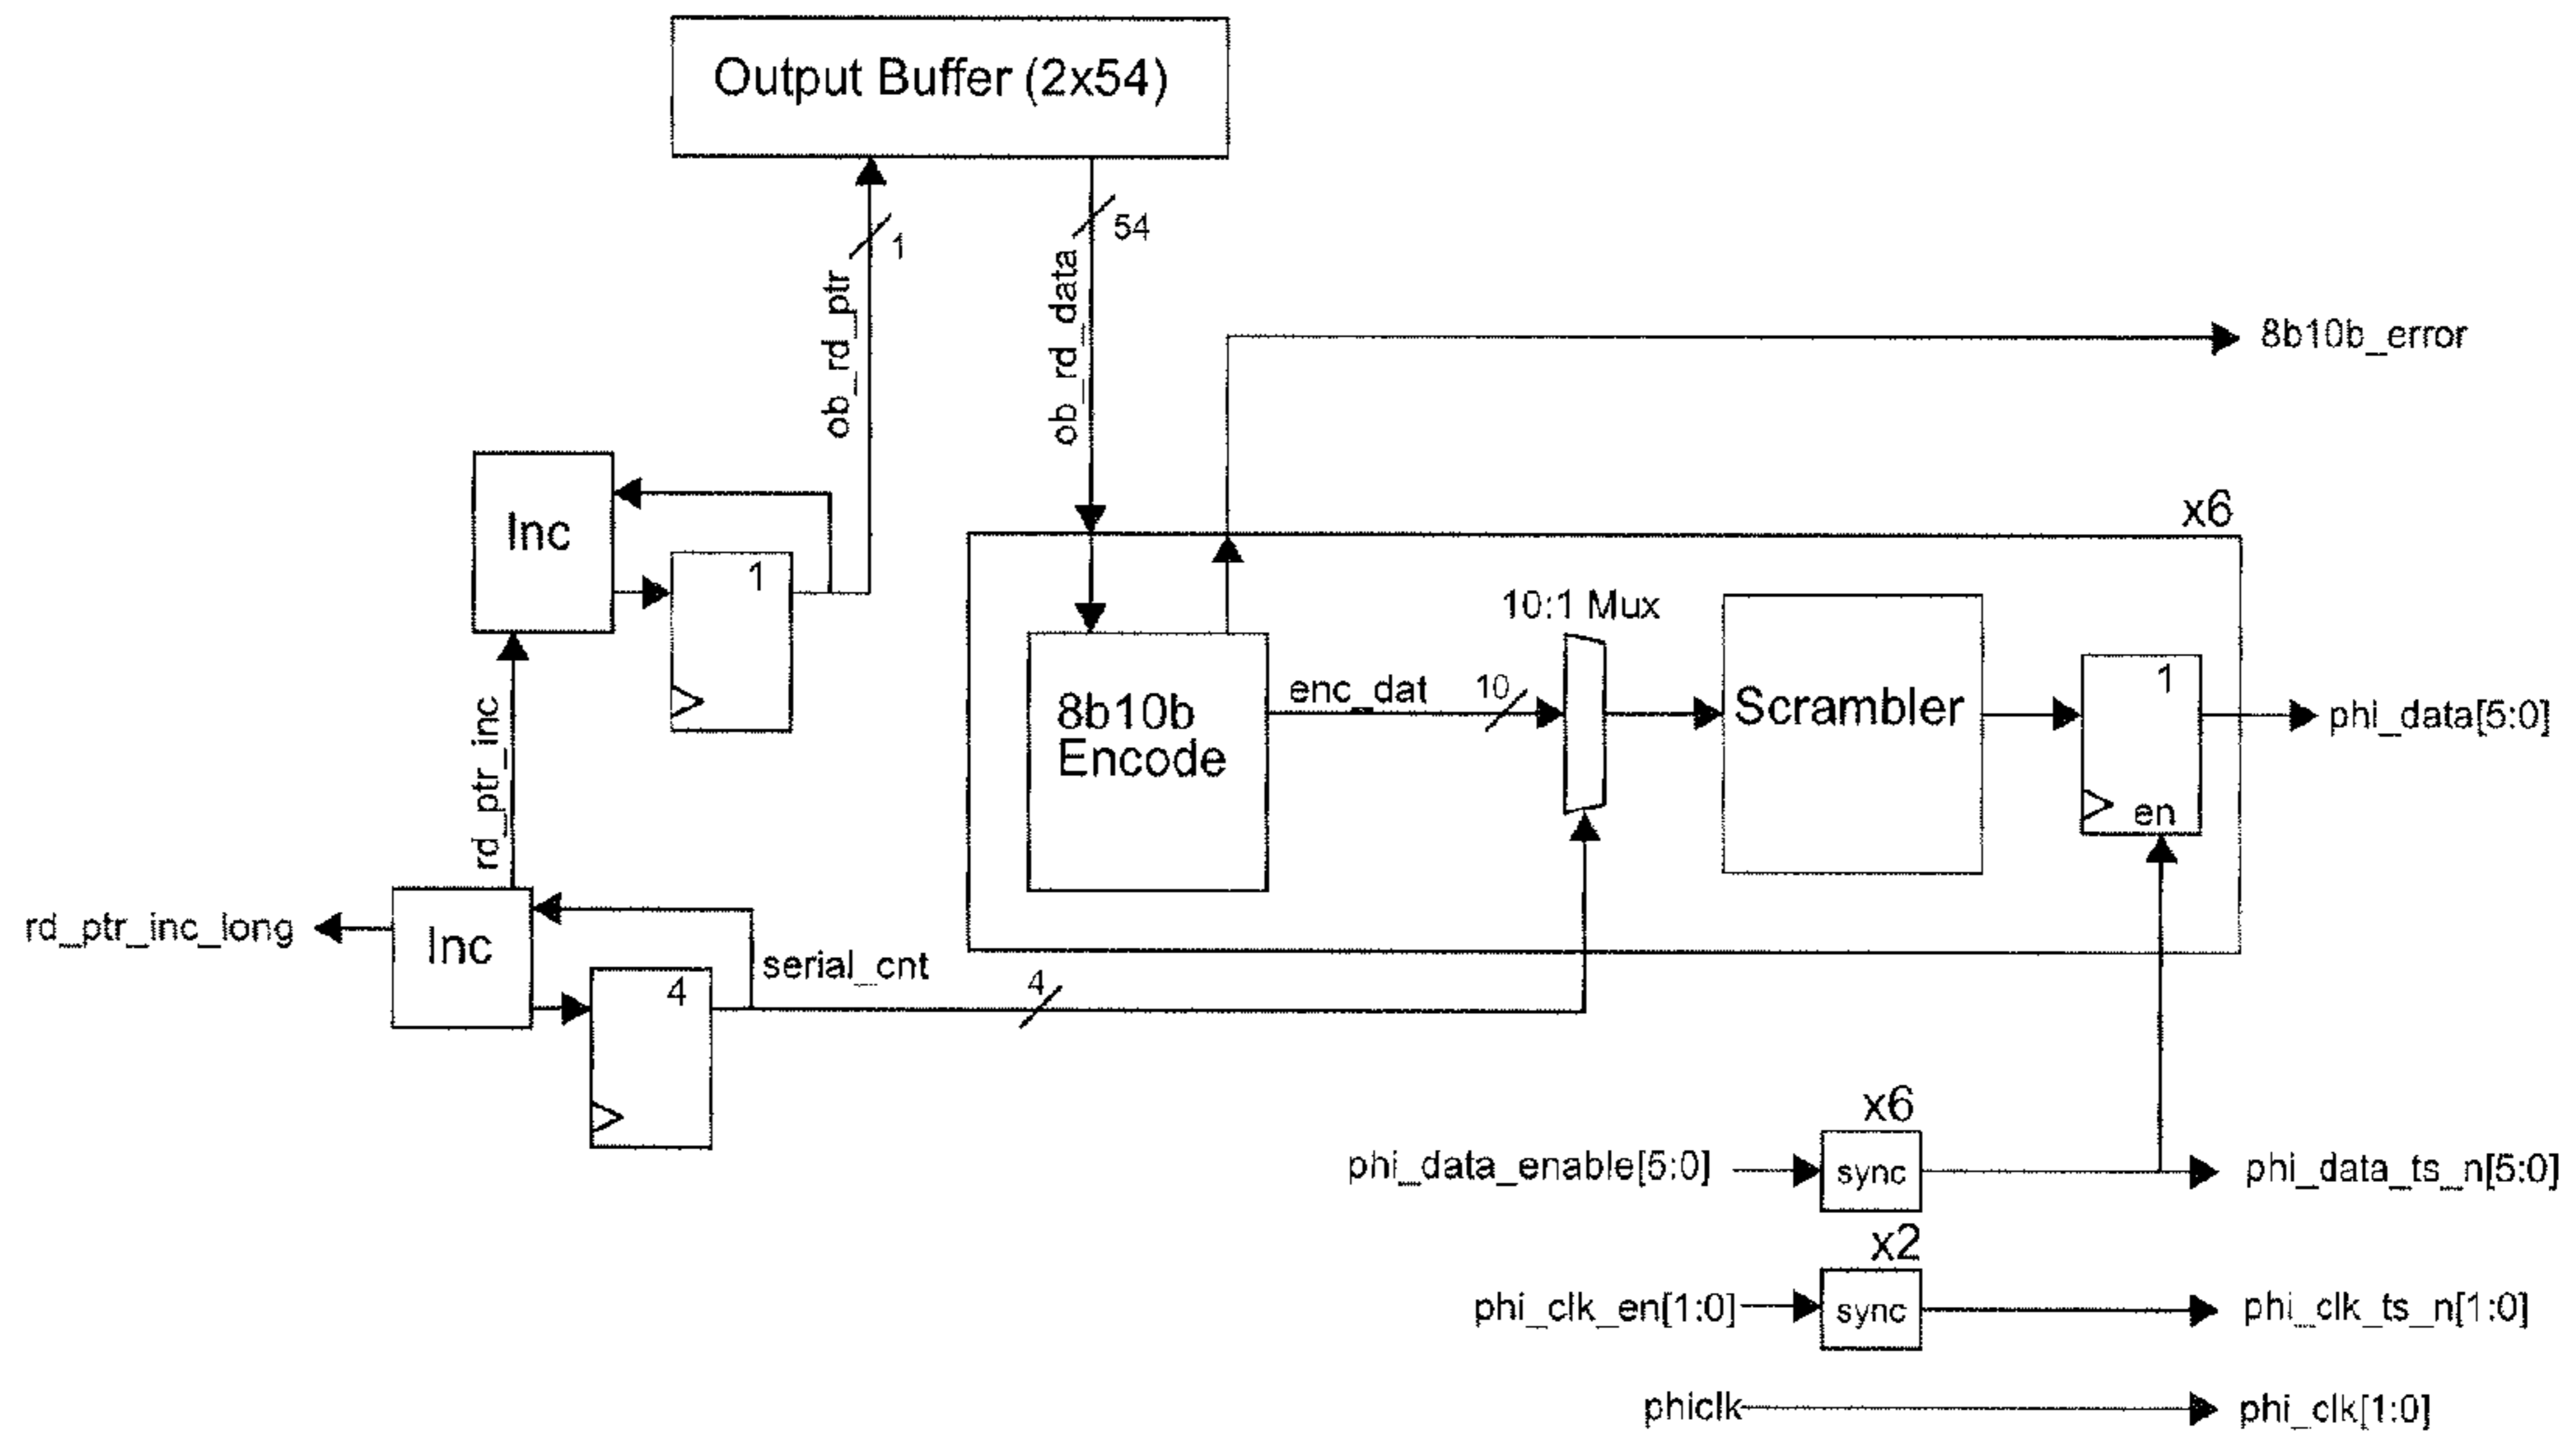 Output Buffer (2x54)
1
54
ob_rd_ptr
ob_rd_data
8b10b_error
x6
Inc
1
10:1 Mux
8b10b
Encode
enc_dat
10
Scrambler
1
en
phi_data[5:0]
rd_ptr_inc
rd_ptr_inc_long
Inc
serial_cnt
4
4
x6
phi_data_enable[5:0]
sync
phi_data_ts_n[5:0]
x2
phi_clk_en[1:0]
sync
phi_clk_ts_n[1:0]
phiclk
phi_clk[1:0]